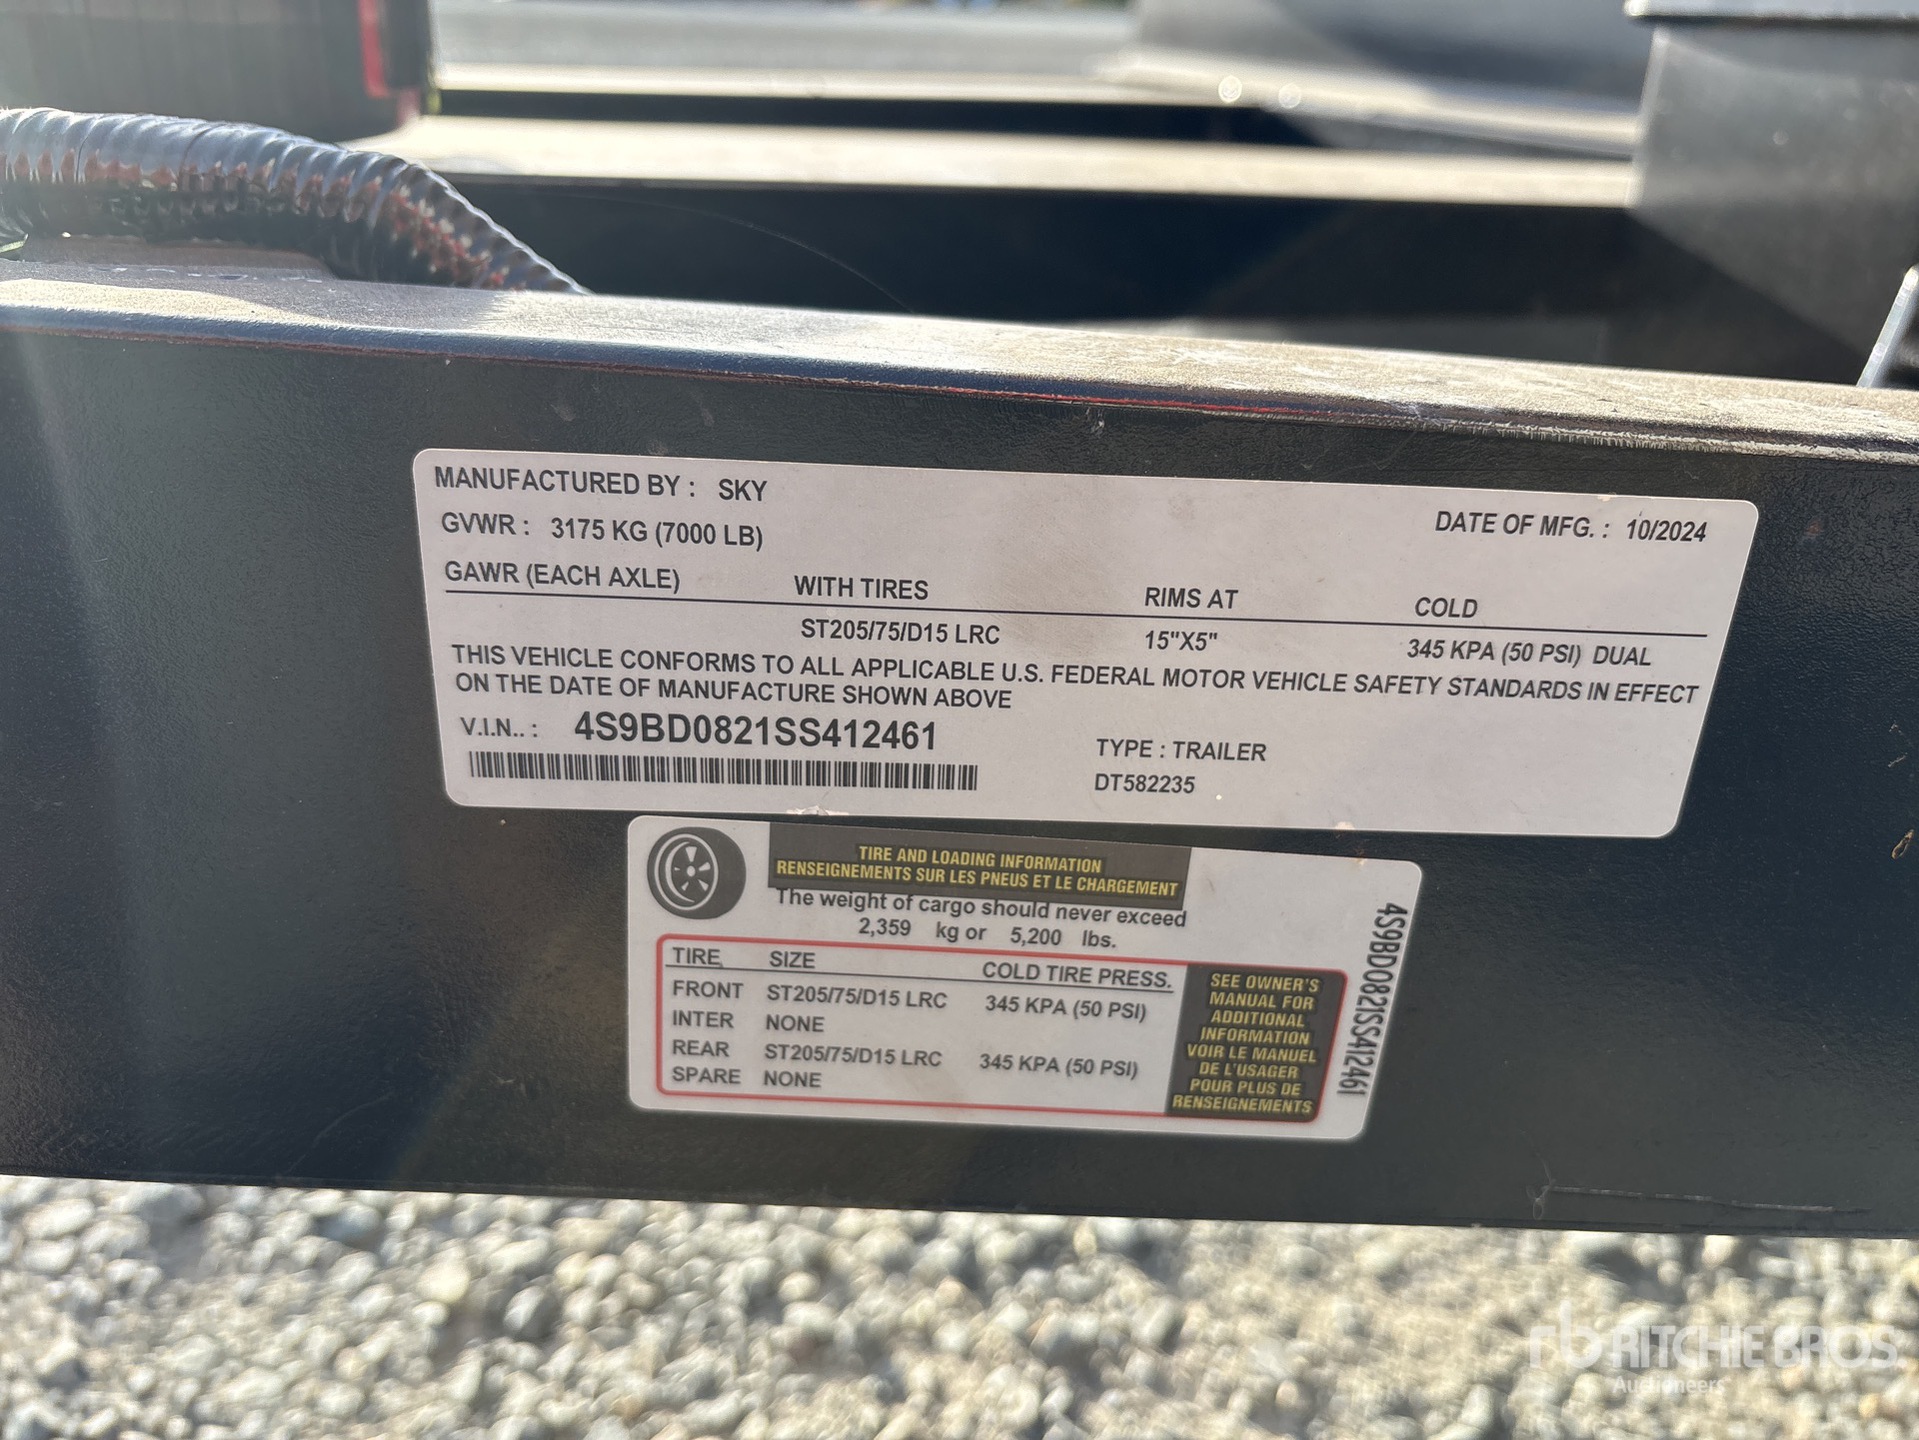 MANUFACTURED BY : SKY
GVWR : 3175 KG (7000 LB) DATE OF MFG. : 10/2024
GAWR (EACH AXLE) WITH TIRES RIMS AT COLD
ST205/75/D15 LRC 15"X5" 345 KPA (50 PSI) DUAL
THIS VEHICLE CONFORMS TO ALL APPLICABLE U.S. FEDERAL MOTOR VEHICLE SAFETY STANDARDS IN EFFECT
ON THE DATE OF MANUFACTURE SHOWN ABOVE
V.I.N.. : 4S9BD0821SS412461
TYPE : TRAILER
DT582235
TIRE AND LOADING INFORMATION
RENSEIGNEMENTS SUR LES PNEUS ET LE CHARGEMENT
The weight of cargo should never exceed
2,359 kg or 5,200 lbs.
TIRE SIZE COLD TIRE PRESS.
FRONT ST205/75/D15 LRC 345 KPA (50 PSI)
INTER NONE
REAR ST205/75/D15 LRC 345 KPA (50 PSI)
SPARE NONE
SEE OWNER'S
MANUAL FOR
ADDITIONAL
INFORMATION
VOIR LE MANUEL
DE L'USAGER
POUR PLUS DE
RENSEIGNEMENTS
4S9BD0821SS412461
rb RITCHIE BROS.
Auctioneers